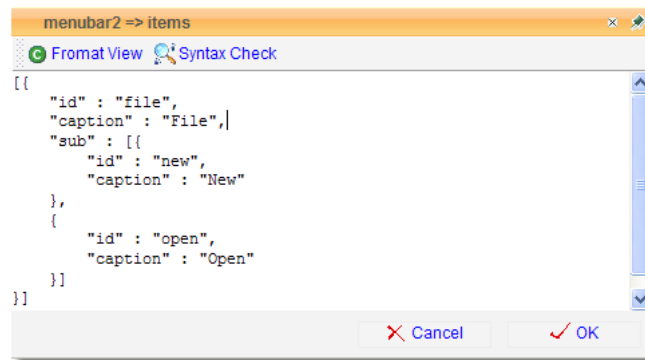 menubar2 => items
Fromat View Syntax Check
[{
    "id" : "file",
    "caption" : "File",
    "sub" : [{
        "id" : "new",
        "caption" : "New"
    },
    {
        "id" : "open",
        "caption" : "Open"
    }]
}]
Cancel OK